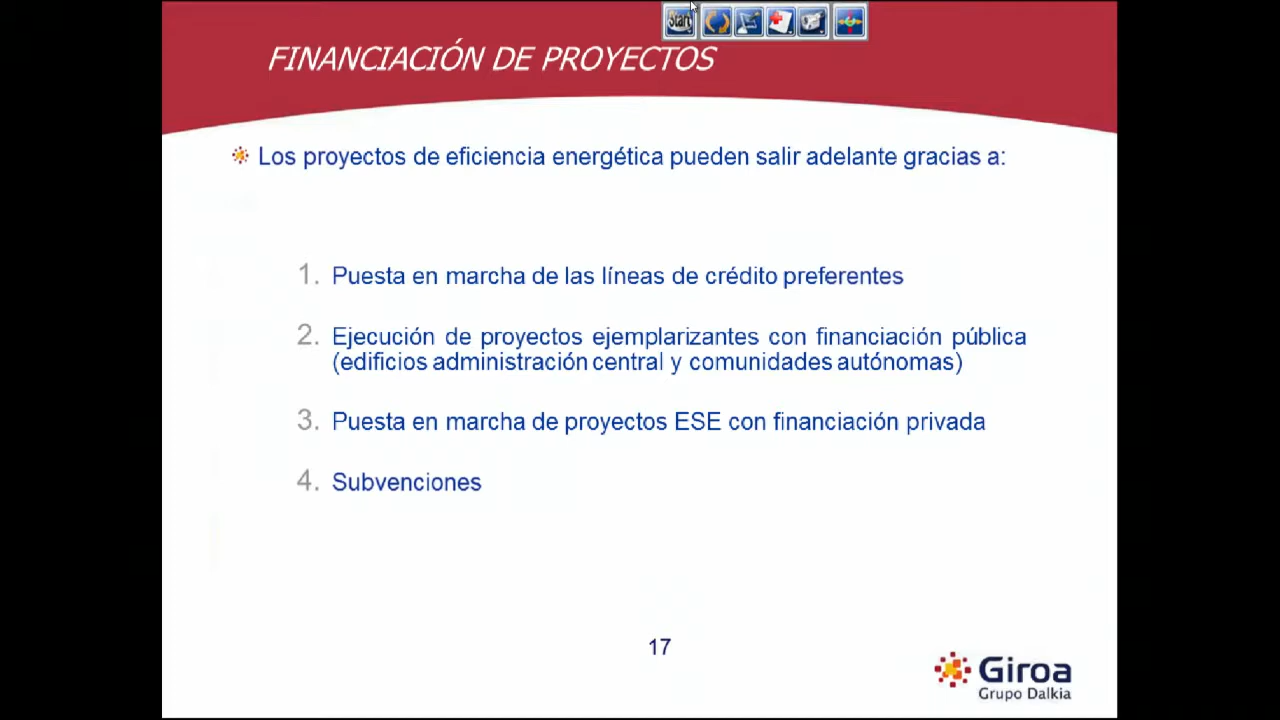 Start
FINANCIACIÓN DE PROYECTOS
Los proyectos de eficiencia energética pueden salir adelante gracias a:
1. Puesta en marcha de las líneas de crédito preferentes
2. Ejecución de proyectos ejemplarizantes con financiación pública
(edificios administración central y comunidades autónomas)
3. Puesta en marcha de proyectos ESE con financiación privada
4. Subvenciones
17
Giroa
Grupo Dalkia